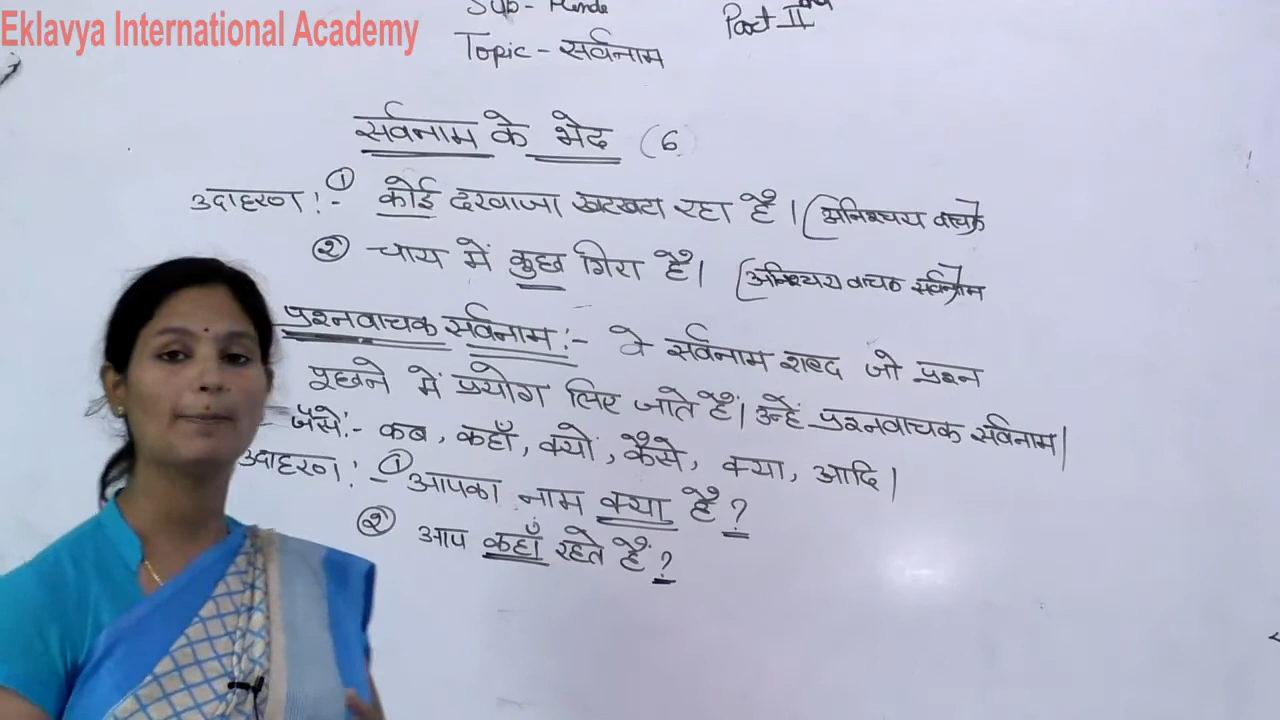 Eklavya International Academy
Sub- Hinde
Part II
Topic - सर्वनाम
सर्वनाम के भेद (6
उदाहरण :- ① कोई दरवाजा खटखटा रहा है। (अनिश्चय वाचक
② चाय में कुछ गिरा है। (अनिश्चय वाचक सर्वनाम
प्रश्नवाचक सर्वनाम :- वे सर्वनाम शब्द जो प्रश्न
पूछने में प्रयोग लिए जाते हैं। उन्हें प्रश्नवाचक सर्वनाम।
जैसे:- कब, कहाँ, क्यों, कैसे, क्या, आदि।
उदाहरण :- ① आपका नाम क्या है?
② आप कहाँ रहते हैं?